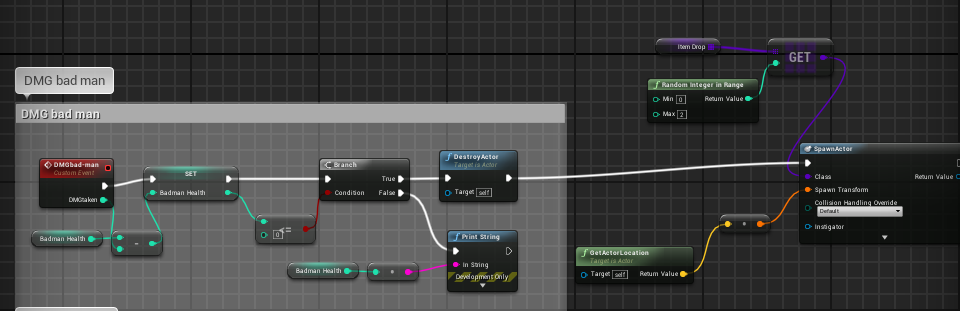 DMG bad man
DMG bad man
DMGbad-man
Custom Event
DMGtaken
Badman Health
-
SET
Badman Health
0
<=
Branch
Condition
True
False
Badman Health
DestroyActor
Target is Actor
Target
self
Print String
In String
Development Only
Item Drop
GET
Random Integer in Range
Min
0
Return Value
Max
2
GetActorLocation
Target is Actor
Target
self
Return Value
SpawnActor
Class
Return Value
Spawn Transform
Collision Handling Override
Default
Instigator